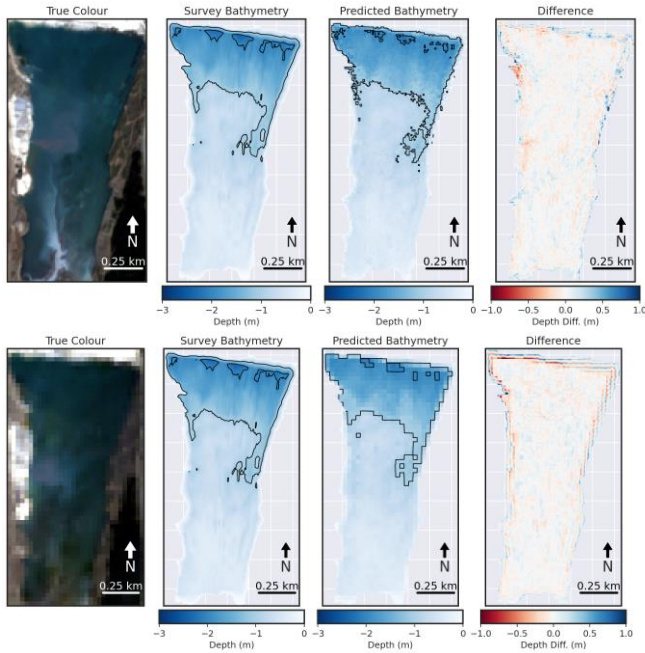 True Colour
Survey Bathymetry
Predicted Bathymetry
Difference
N
0.25 km
N
0.25 km
N
0.25 km
N
0.25 km
−3 −2 −1 0
Depth (m)
−3 −2 −1 0
Depth (m)
−1.0 −0.5 0.0 0.5 1.0
Depth Diff. (m)
True Colour
Survey Bathymetry
Predicted Bathymetry
Difference
N
0.25 km
N
0.25 km
N
0.25 km
N
0.25 km
−3 −2 −1 0
Depth (m)
−3 −2 −1 0
Depth (m)
−1.0 −0.5 0.0 0.5 1.0
Depth Diff. (m)